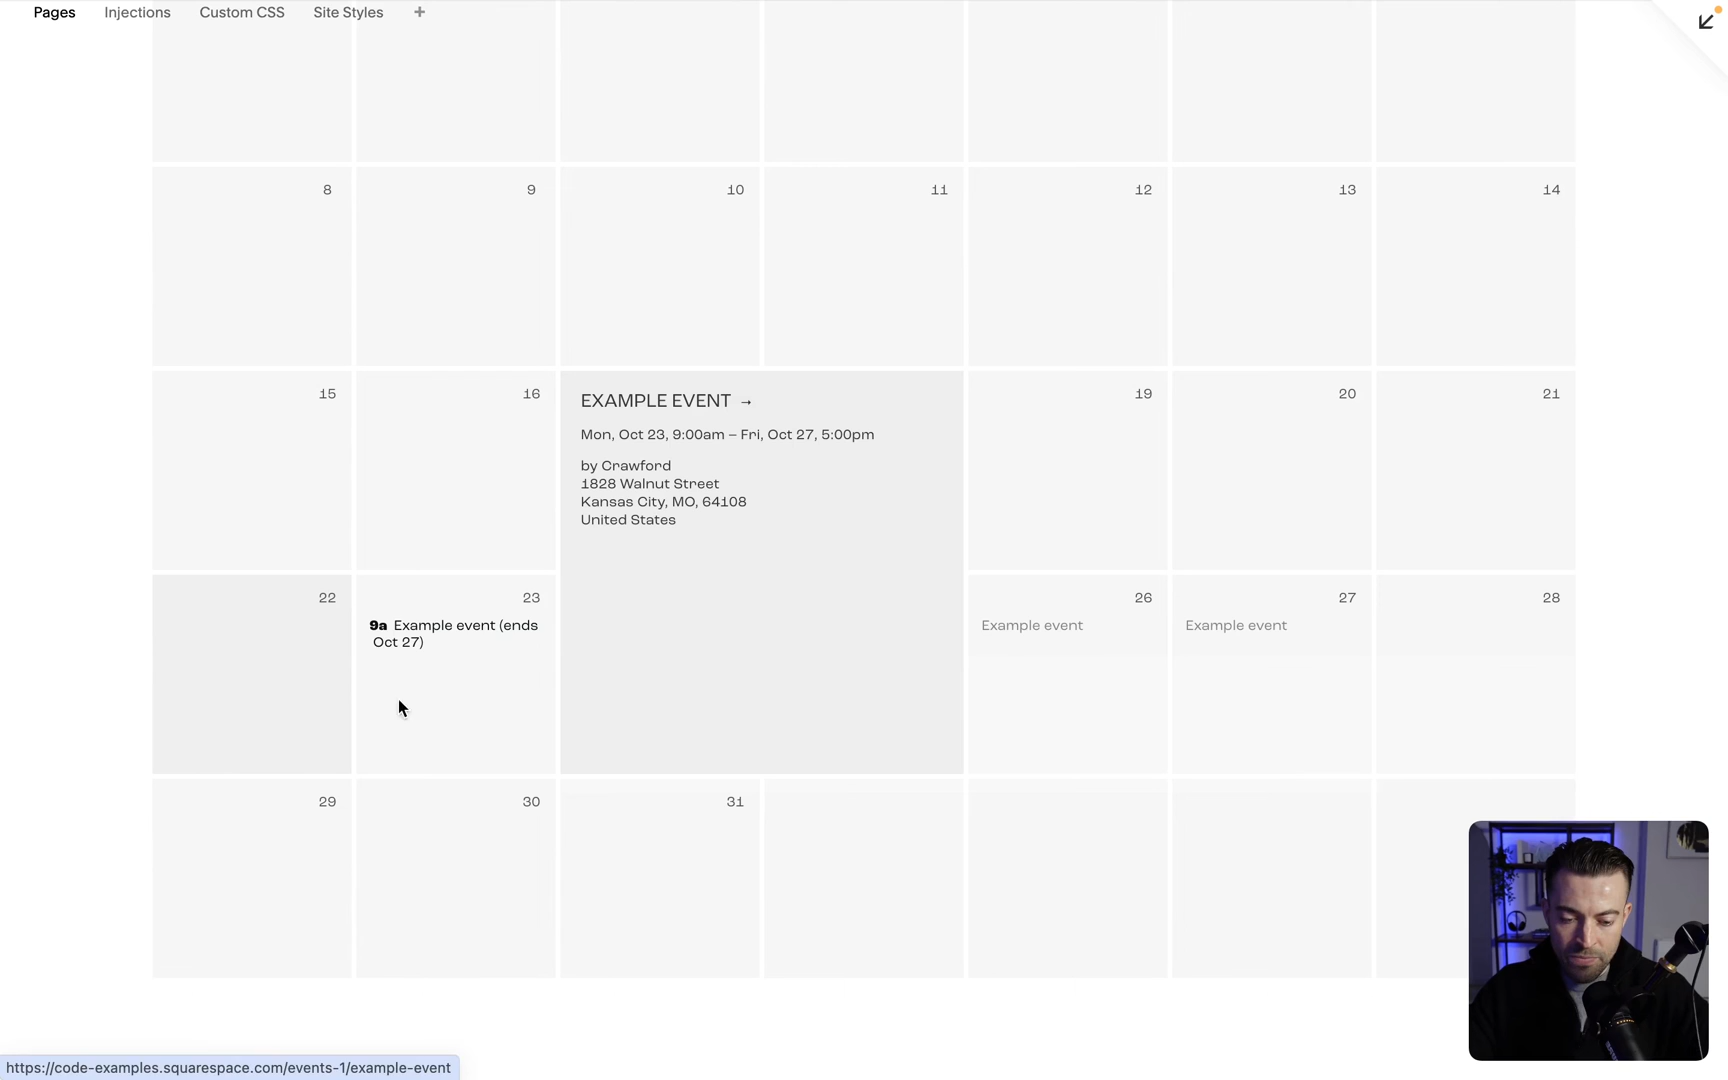 Pages Injections Custom CSS Site Styles +
8 9 10 11 12 13 14
15 16 19 20 21
EXAMPLE EVENT →
Mon, Oct 23, 9:00am – Fri, Oct 27, 5:00pm
by Crawford
1828 Walnut Street
Kansas City, MO, 64108
United States
22 23 26 27 28
9a Example event (ends
Oct 27)
Example event
Example event
29 30 31
https://code-examples.squarespace.com/events-1/example-event